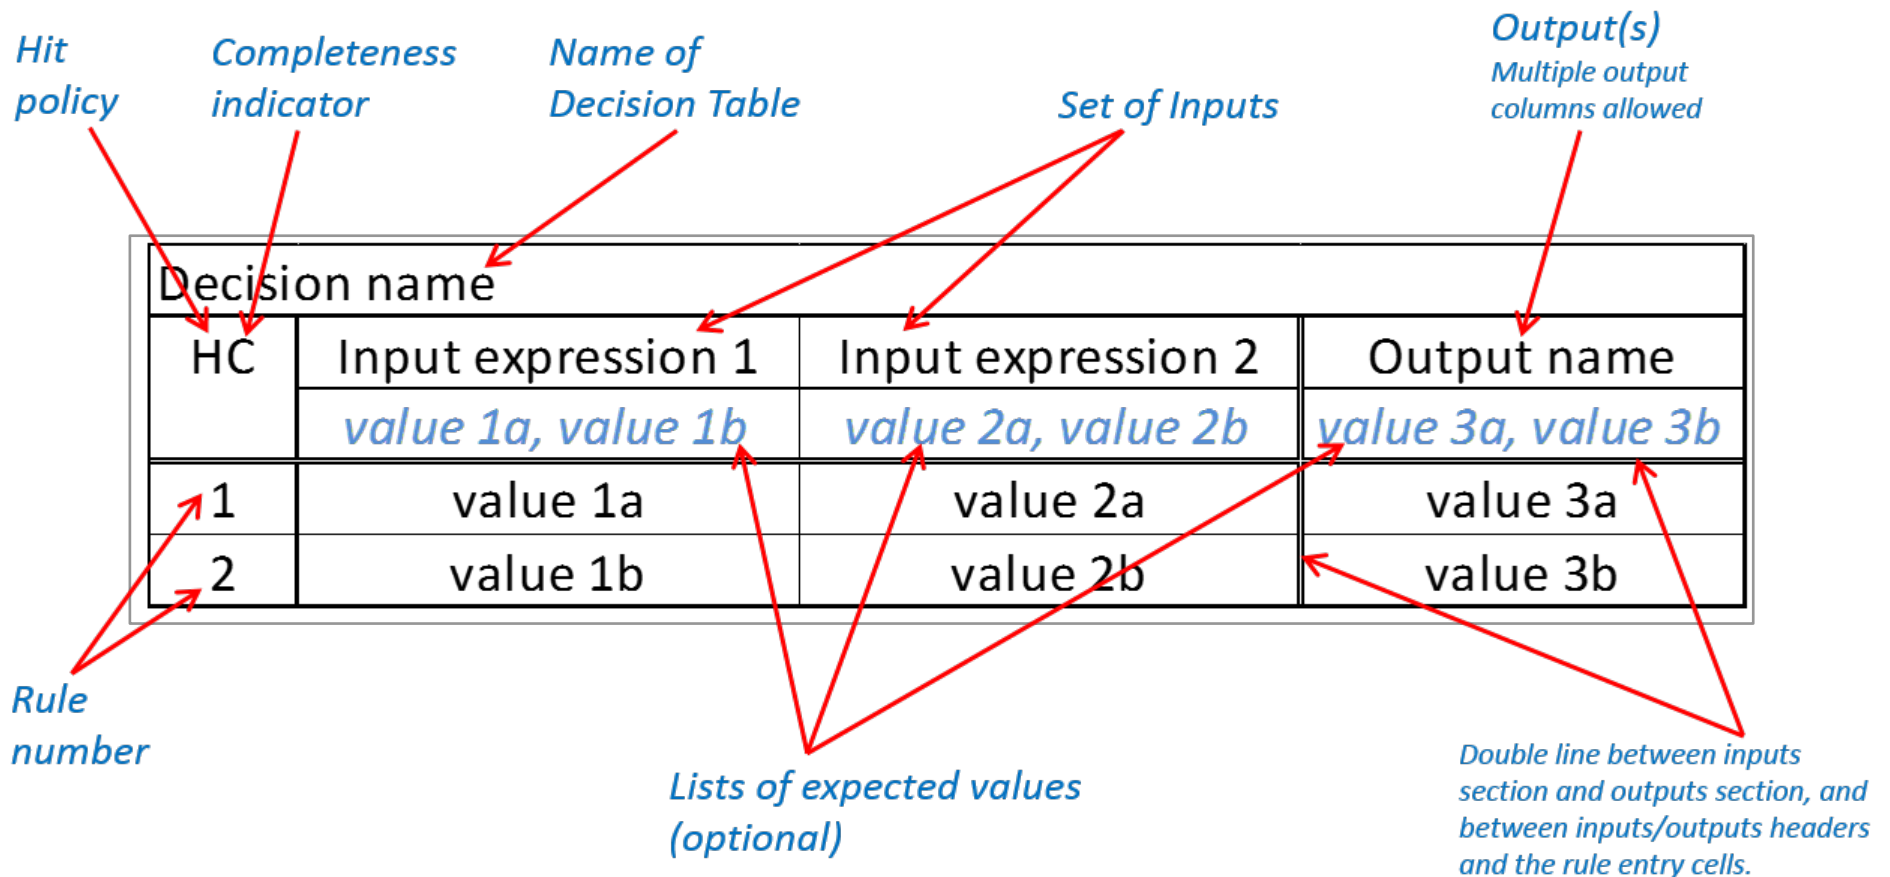 Hit
policy
Completeness
indicator
Name of
Decision Table
Set of Inputs
Output(s)
Multiple output
columns allowed
Decision name
HC
Input expression 1
Input expression 2
Output name
value 1a, value 1b
value 2a, value 2b
value 3a, value 3b
1
value 1a
value 2a
value 3a
2
value 1b
value 2b
value 3b
Rule
number
Lists of expected values
(optional)
Double line between inputs
section and outputs section, and
between inputs/outputs headers
and the rule entry cells.